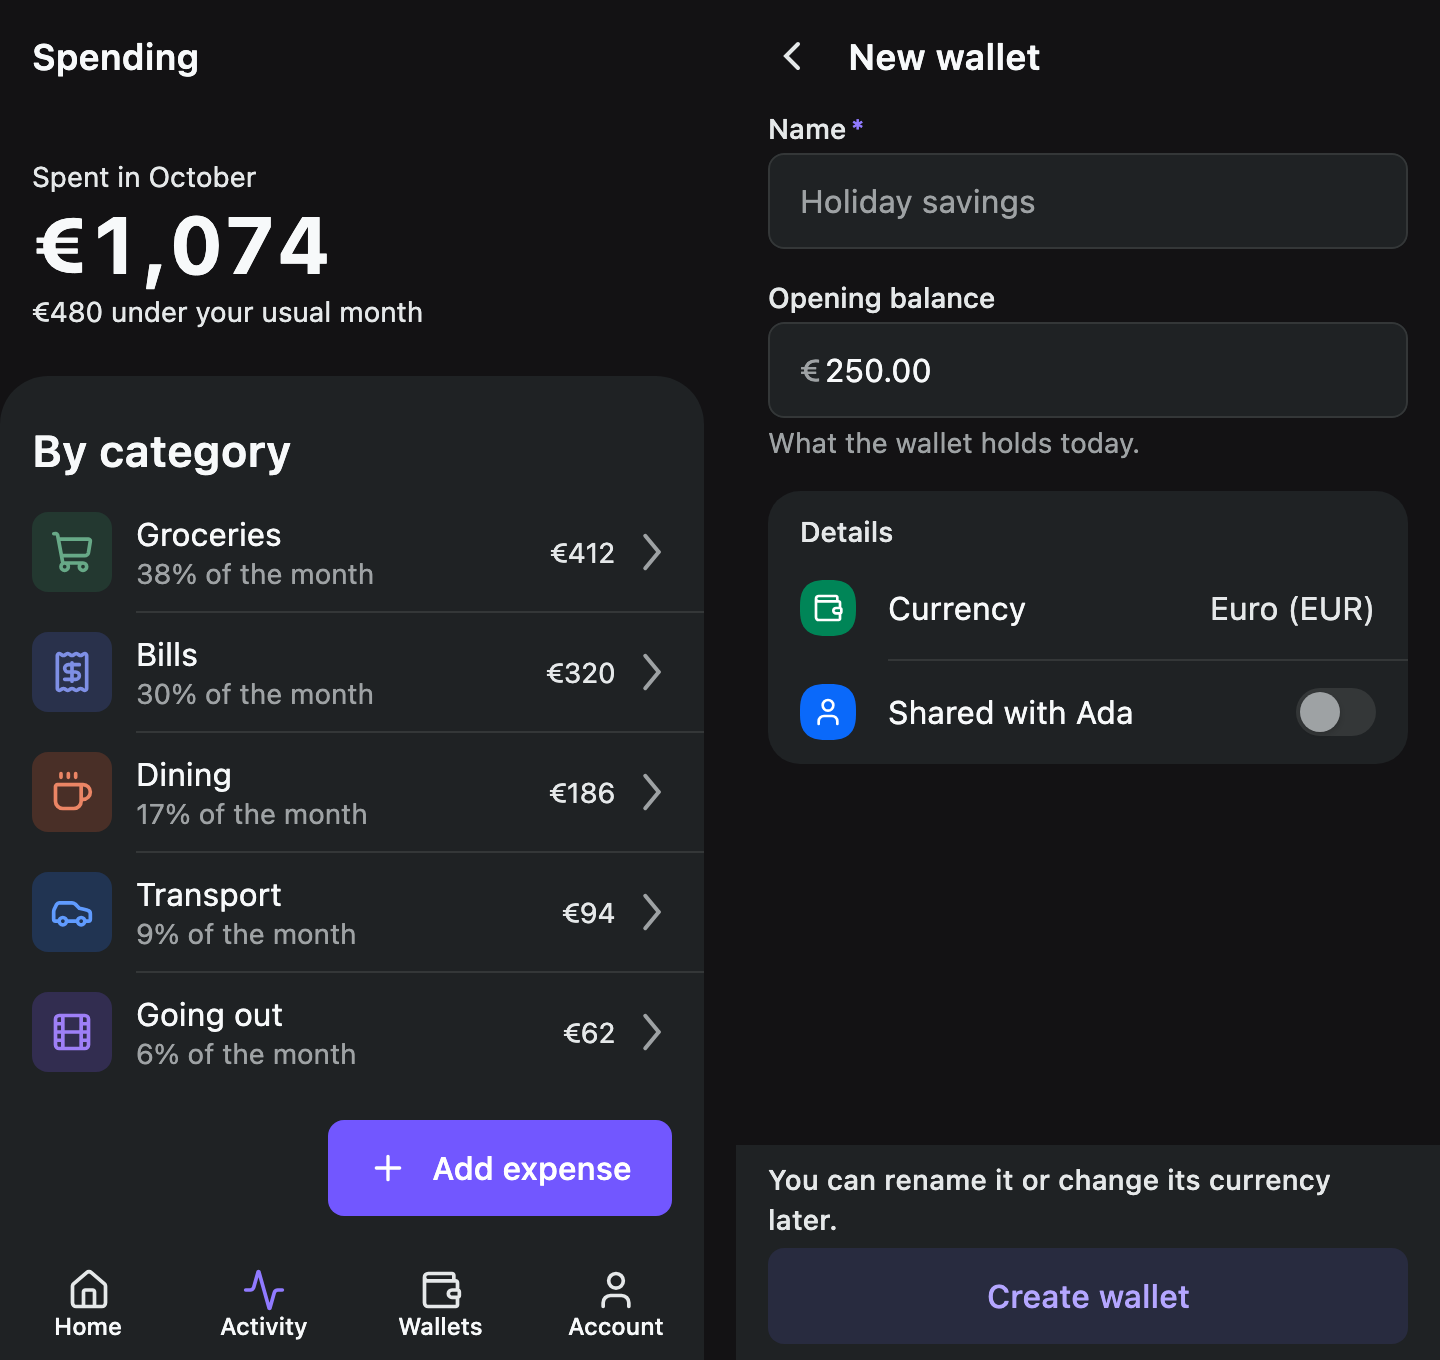 Spending
Spent in October
€1,074
€480 under your usual month
By category
Groceries
38% of the month
€412
Bills
30% of the month
€320
Dining
17% of the month
€186
Transport
9% of the month
€94
Going out
6% of the month
€62
Add expense
Home
Activity
Wallets
Account
New wallet
Name *
Holiday savings
Opening balance
€ 250.00
What the wallet holds today.
Details
Currency
Euro (EUR)
Shared with Ada
You can rename it or change its currency
later.
Create wallet